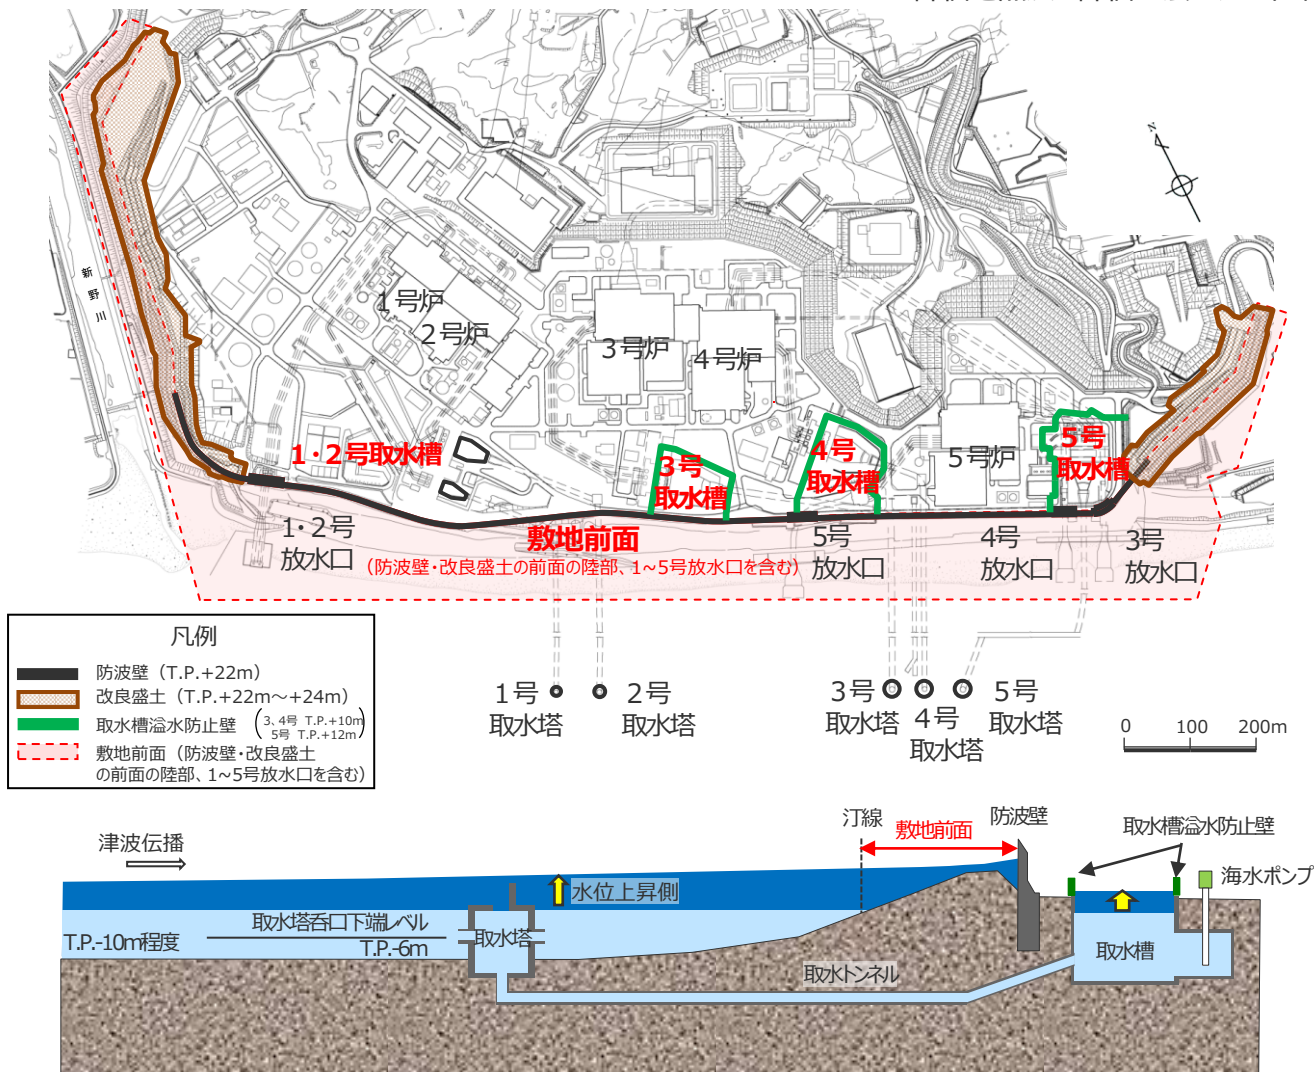 N
新野川
1号炉
2号炉
3号炉
4号炉
5号炉
1・2号取水槽
3号
取水槽
4号
取水槽
5号
取水槽
1・2号
放水口
敷地前面
(防波壁・改良盛土の前面の陸部、1~5号放水口を含む)
5号
放水口
4号
放水口
3号
放水口
凡例
防波壁（T.P.+22m）
改良盛土（T.P.+22m～+24m）
取水槽溢水防止壁
3、4号 T.P.+10m
5号 T.P.+12m
敷地前面（防波壁・改良盛土
の前面の陸部、1~5号放水口を含む）
1号
取水塔
2号
取水塔
3号
取水塔
4号
取水塔
5号
取水塔
0 100 200m
津波伝播
汀線
敷地前面
防波壁
取水槽溢水防止壁
海水ポンプ
水位上昇側
取水塔呑口下端レベル
T.P.-10m程度
T.P.-6m
取水塔
取水トンネル
取水槽